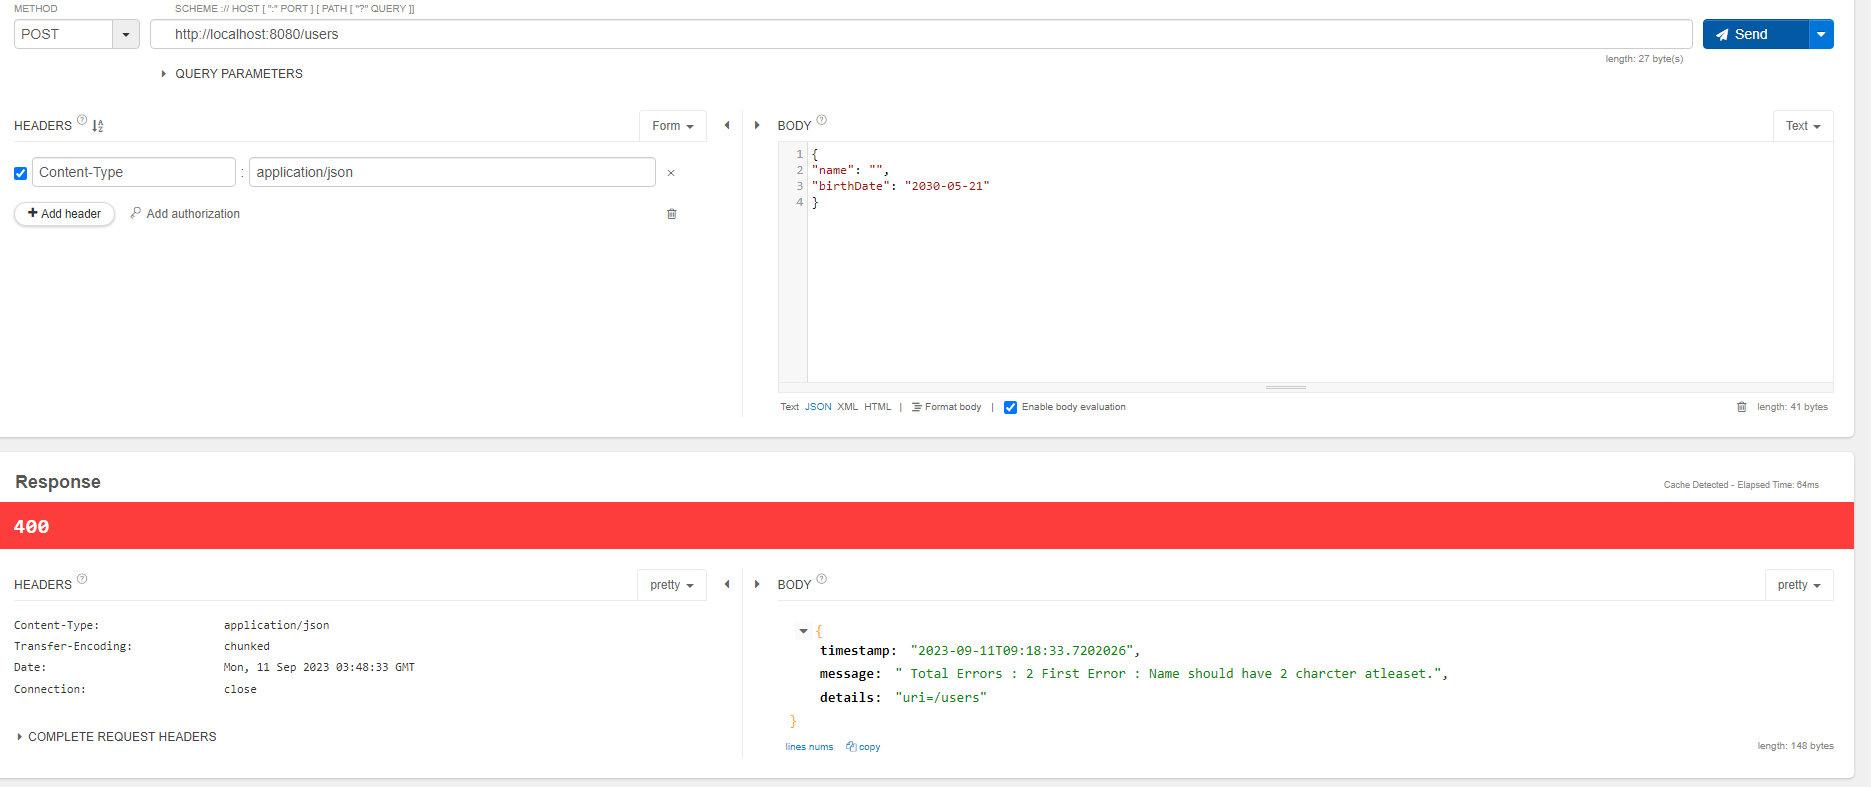 METHOD SCHEME :// HOST [ ":" PORT ] [ PATH [ "?" QUERY ]]
POST http://localhost:8080/users Send
length: 27 byte(s)
QUERY PARAMETERS
HEADERS ? Form
Content-Type : application/json ×
+ Add header Add authorization
BODY ? Text
1 {
2 "name": "",
3 "birthDate": "2030-05-21"
4 }
Text JSON XML HTML | Format body | Enable body evaluation length: 41 bytes
Response
Cache Detected - Elapsed Time: 64ms
400
HEADERS ? pretty
Content-Type: application/json
Transfer-Encoding: chunked
Date: Mon, 11 Sep 2023 03:48:33 GMT
Connection: close
COMPLETE REQUEST HEADERS
BODY ? pretty
{
timestamp: "2023-09-11T09:18:33.7202026",
message: " Total Errors : 2 First Error : Name should have 2 charcter atleaset.",
details: "uri=/users"
}
lines nums copy length: 148 bytes